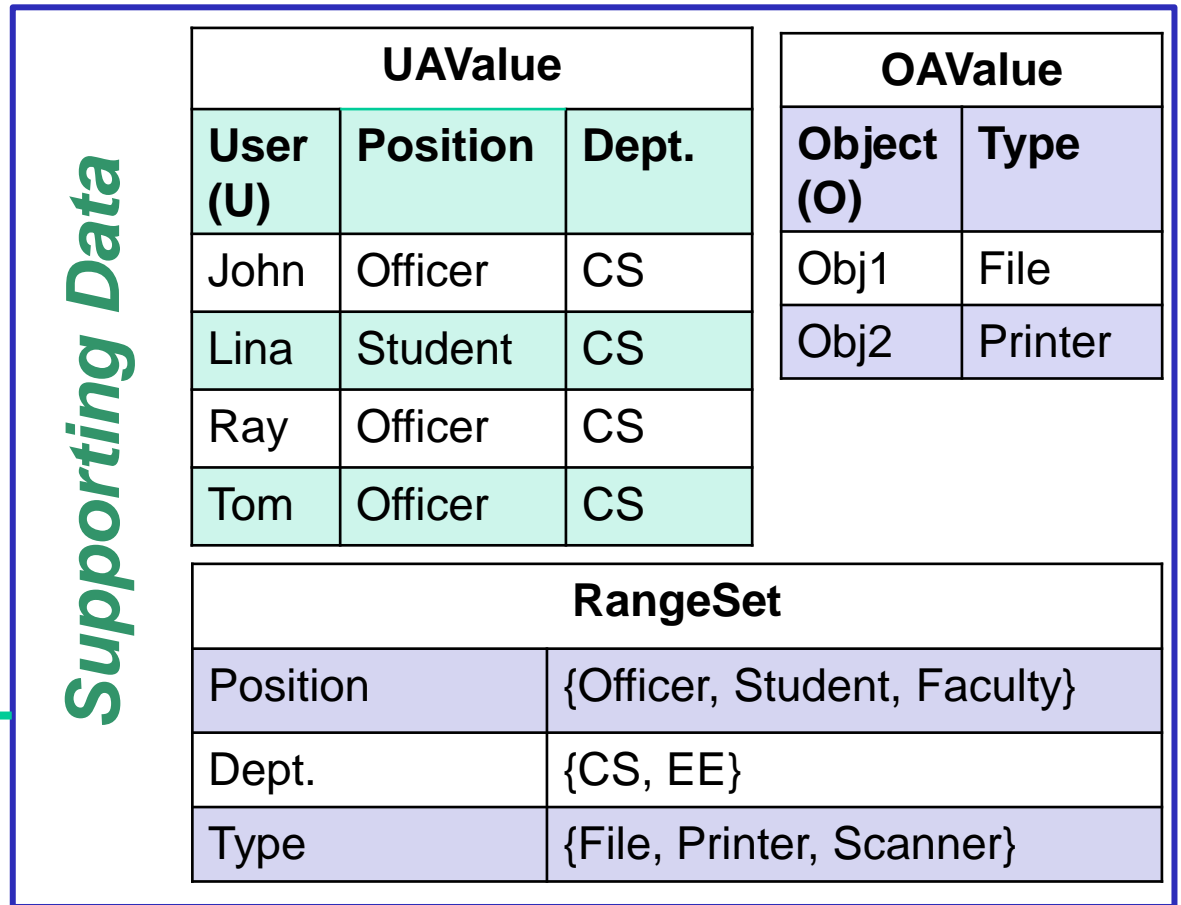 Supporting Data
UAValue
User (U) Position Dept.
John Officer CS
Lina Student CS
Ray Officer CS
Tom Officer CS
OAValue
Object (O) Type
Obj1 File
Obj2 Printer
RangeSet
Position {Officer, Student, Faculty}
Dept. {CS, EE}
Type {File, Printer, Scanner}